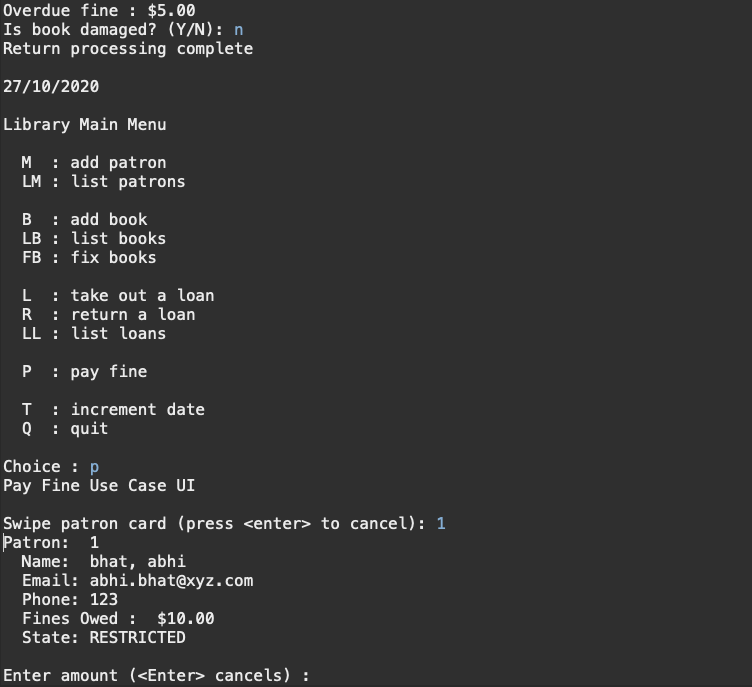 Overdue fine : $5.00
Is book damaged? (Y/N): n
Return processing complete
27/10/2020
Library Main Menu
M  : add patron
LM : list patrons
B  : add book
LB : list books
FB : fix books
L  : take out a loan
R  : return a loan
LL : list loans
P  : pay fine
T  : increment date
Q  : quit
Choice : p
Pay Fine Use Case UI
Swipe patron card (press <enter> to cancel): 1
Patron:  1
Name:  bhat, abhi
Email: abhi.bhat@xyz.com
Phone: 123
Fines Owed :  $10.00
State: RESTRICTED
Enter amount (<Enter> cancels) :